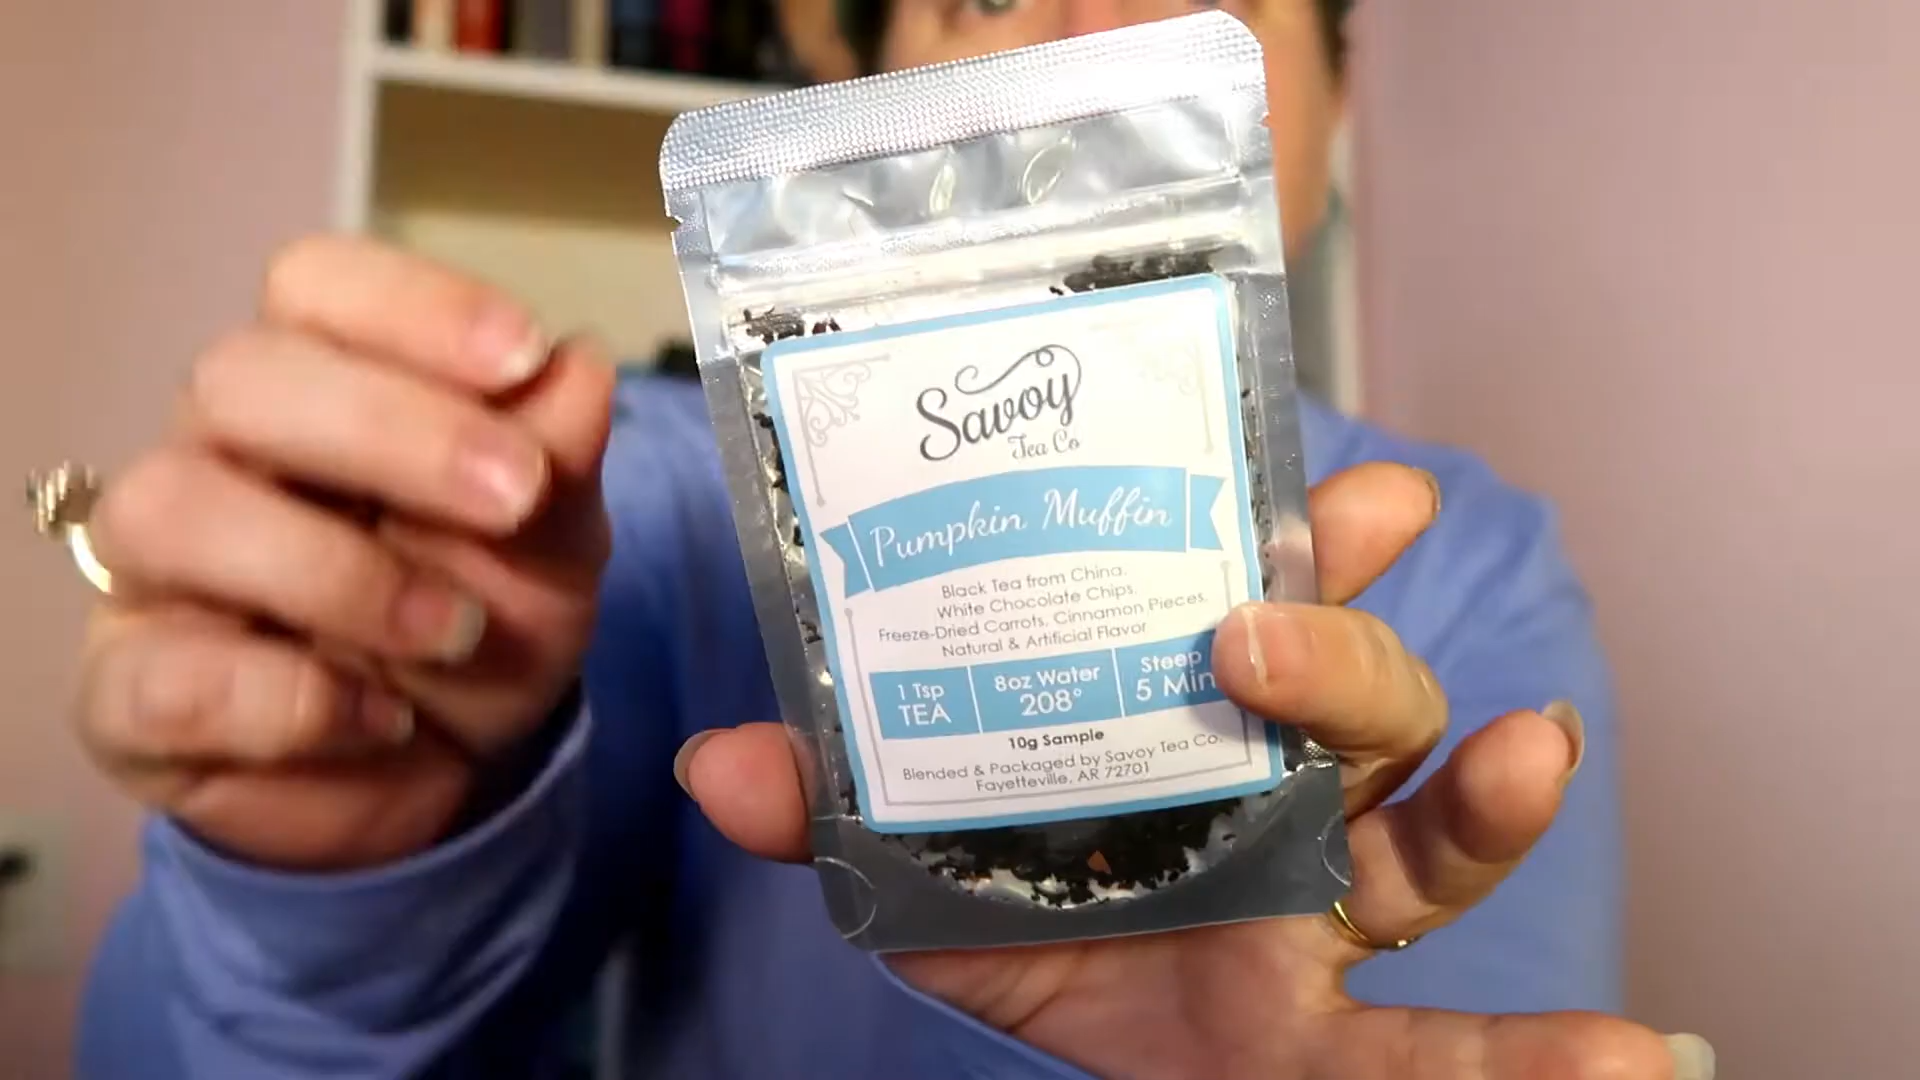 Savoy
Tea Co
Pumpkin Muffin
Black Tea from China,
White Chocolate Chips,
Freeze-Dried Carrots, Cinnamon Pieces,
Natural & Artificial Flavor
1 Tsp
TEA
8oz Water
208°
Steep
5 Min
10g Sample
Blended & Packaged by Savoy Tea Co.
Fayetteville, AR 72701